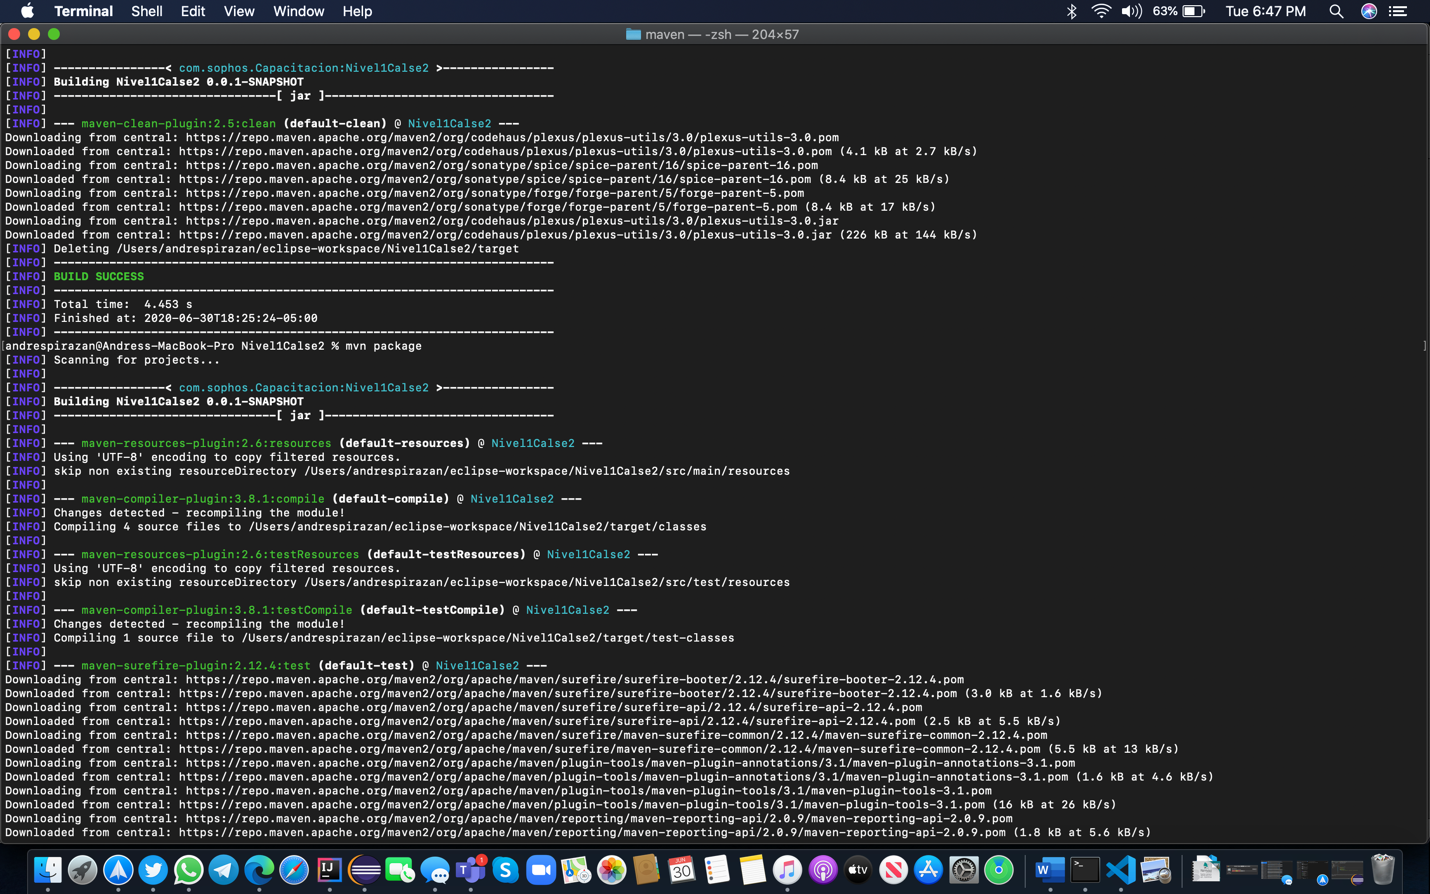 Terminal Shell Edit View Window Help 63% Tue 6:47 PM
maven — -zsh — 204×57
[INFO]
[INFO] ----------------< com.sophos.Capacitacion:Nivel1Calse2 >----------------
[INFO] Building Nivel1Calse2 0.0.1-SNAPSHOT
[INFO] --------------------------------[ jar ]---------------------------------
[INFO]
[INFO] --- maven-clean-plugin:2.5:clean (default-clean) @ Nivel1Calse2 ---
Downloading from central: https://repo.maven.apache.org/maven2/org/codehaus/plexus/plexus-utils/3.0/plexus-utils-3.0.pom
Downloaded from central: https://repo.maven.apache.org/maven2/org/codehaus/plexus/plexus-utils/3.0/plexus-utils-3.0.pom (4.1 kB at 2.7 kB/s)
Downloading from central: https://repo.maven.apache.org/maven2/org/sonatype/spice/spice-parent/16/spice-parent-16.pom
Downloaded from central: https://repo.maven.apache.org/maven2/org/sonatype/spice/spice-parent/16/spice-parent-16.pom (8.4 kB at 25 kB/s)
Downloading from central: https://repo.maven.apache.org/maven2/org/sonatype/forge/forge-parent/5/forge-parent-5.pom
Downloaded from central: https://repo.maven.apache.org/maven2/org/sonatype/forge/forge-parent/5/forge-parent-5.pom (8.4 kB at 17 kB/s)
Downloading from central: https://repo.maven.apache.org/maven2/org/codehaus/plexus/plexus-utils/3.0/plexus-utils-3.0.jar
Downloaded from central: https://repo.maven.apache.org/maven2/org/codehaus/plexus/plexus-utils/3.0/plexus-utils-3.0.jar (226 kB at 144 kB/s)
[INFO] Deleting /Users/andrespirazan/eclipse-workspace/Nivel1Calse2/target
[INFO] ------------------------------------------------------------------------
[INFO] BUILD SUCCESS
[INFO] ------------------------------------------------------------------------
[INFO] Total time:  4.453 s
[INFO] Finished at: 2020-06-30T18:25:24-05:00
[INFO] ------------------------------------------------------------------------
[andrespirazan@Andress-MacBook-Pro Nivel1Calse2 % mvn package ]
[INFO] Scanning for projects...
[INFO]
[INFO] ----------------< com.sophos.Capacitacion:Nivel1Calse2 >----------------
[INFO] Building Nivel1Calse2 0.0.1-SNAPSHOT
[INFO] --------------------------------[ jar ]---------------------------------
[INFO]
[INFO] --- maven-resources-plugin:2.6:resources (default-resources) @ Nivel1Calse2 ---
[INFO] Using 'UTF-8' encoding to copy filtered resources.
[INFO] skip non existing resourceDirectory /Users/andrespirazan/eclipse-workspace/Nivel1Calse2/src/main/resources
[INFO]
[INFO] --- maven-compiler-plugin:3.8.1:compile (default-compile) @ Nivel1Calse2 ---
[INFO] Changes detected - recompiling the module!
[INFO] Compiling 4 source files to /Users/andrespirazan/eclipse-workspace/Nivel1Calse2/target/classes
[INFO]
[INFO] --- maven-resources-plugin:2.6:testResources (default-testResources) @ Nivel1Calse2 ---
[INFO] Using 'UTF-8' encoding to copy filtered resources.
[INFO] skip non existing resourceDirectory /Users/andrespirazan/eclipse-workspace/Nivel1Calse2/src/test/resources
[INFO]
[INFO] --- maven-compiler-plugin:3.8.1:testCompile (default-testCompile) @ Nivel1Calse2 ---
[INFO] Changes detected - recompiling the module!
[INFO] Compiling 1 source file to /Users/andrespirazan/eclipse-workspace/Nivel1Calse2/target/test-classes
[INFO]
[INFO] --- maven-surefire-plugin:2.12.4:test (default-test) @ Nivel1Calse2 ---
Downloading from central: https://repo.maven.apache.org/maven2/org/apache/maven/surefire/surefire-booter/2.12.4/surefire-booter-2.12.4.pom
Downloaded from central: https://repo.maven.apache.org/maven2/org/apache/maven/surefire/surefire-booter/2.12.4/surefire-booter-2.12.4.pom (3.0 kB at 1.6 kB/s)
Downloading from central: https://repo.maven.apache.org/maven2/org/apache/maven/surefire/surefire-api/2.12.4/surefire-api-2.12.4.pom
Downloaded from central: https://repo.maven.apache.org/maven2/org/apache/maven/surefire/surefire-api/2.12.4/surefire-api-2.12.4.pom (2.5 kB at 5.5 kB/s)
Downloading from central: https://repo.maven.apache.org/maven2/org/apache/maven/surefire/maven-surefire-common/2.12.4/maven-surefire-common-2.12.4.pom
Downloaded from central: https://repo.maven.apache.org/maven2/org/apache/maven/surefire/maven-surefire-common/2.12.4/maven-surefire-common-2.12.4.pom (5.5 kB at 13 kB/s)
Downloading from central: https://repo.maven.apache.org/maven2/org/apache/maven/plugin-tools/maven-plugin-annotations/3.1/maven-plugin-annotations-3.1.pom
Downloaded from central: https://repo.maven.apache.org/maven2/org/apache/maven/plugin-tools/maven-plugin-annotations/3.1/maven-plugin-annotations-3.1.pom (1.6 kB at 4.6 kB/s)
Downloading from central: https://repo.maven.apache.org/maven2/org/apache/maven/plugin-tools/maven-plugin-tools/3.1/maven-plugin-tools-3.1.pom
Downloaded from central: https://repo.maven.apache.org/maven2/org/apache/maven/plugin-tools/maven-plugin-tools/3.1/maven-plugin-tools-3.1.pom (16 kB at 26 kB/s)
Downloading from central: https://repo.maven.apache.org/maven2/org/apache/maven/reporting/maven-reporting-api/2.0.9/maven-reporting-api-2.0.9.pom
Downloaded from central: https://repo.maven.apache.org/maven2/org/apache/maven/reporting/maven-reporting-api/2.0.9/maven-reporting-api-2.0.9.pom (1.8 kB at 5.6 kB/s)
IJ 1 S JUN 30 tv N W >_